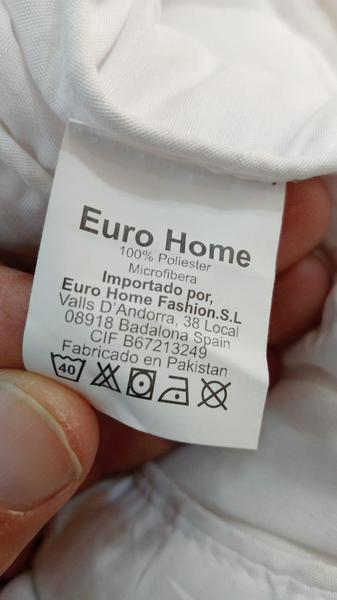 Euro Home
100% Poliester
Microfibera
Importado por,
Euro Home Fashion.S.L
Valls D'Andorra, 38 Local
08918 Badalona Spain
CIF B67213249
Fabricado en Pakistan
40